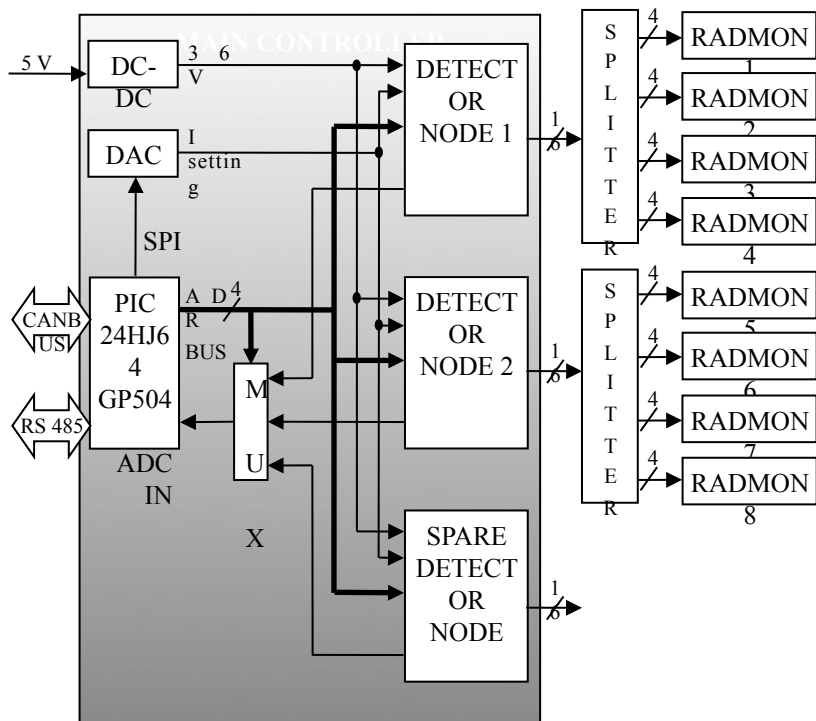 MAIN CONTROLLER
5 V
DC-
DC
3 6
V
DAC
I
settin
g
SPI
PIC
24HJ6
4
GP504
A D
R
BUS
4
CANB
US
RS 485
ADC
IN
M
U
X
DETECT
OR
NODE 1
DETECT
OR
NODE 2
SPARE
DETECT
OR
NODE
1
6
1
6
1
6
S
P
L
I
T
T
E
R
S
P
L
I
T
T
E
R
4
RADMON
1
4
RADMON
2
4
RADMON
3
4
RADMON
4
4
RADMON
5
4
RADMON
6
4
RADMON
7
4
RADMON
8